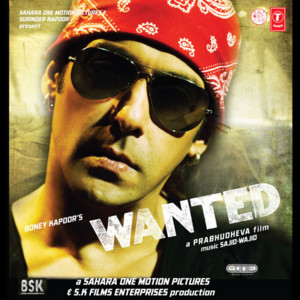 SAHARA ONE MOTION PICTURES /
SURINDER KAPOOR
present
T
SERIES
BONEY KAPOOR'S
WANTED
a PRABHUDHEVA film
music SAJID-WAJID
BSK
a SAHARA ONE MOTION PICTURES
& S.K FILMS ENTERPRISES production